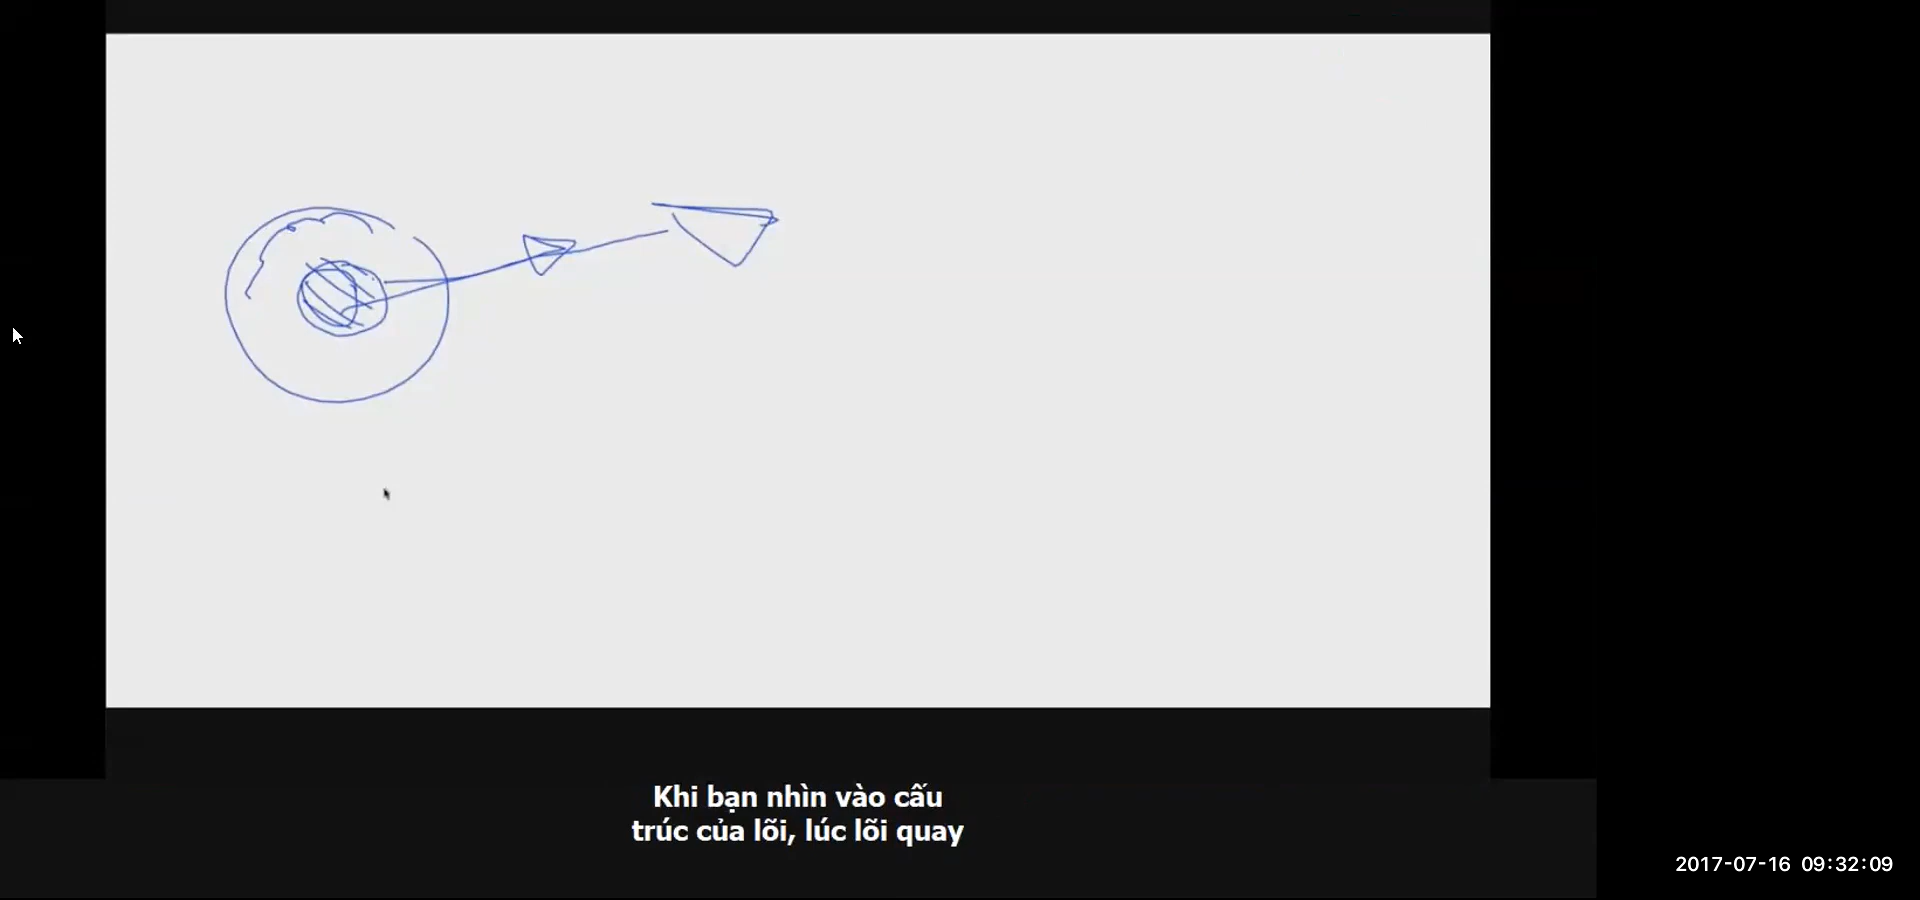 Khi bạn nhìn vào cấu
trúc của lõi, lúc lõi quay
2017-07-16 09:32:09